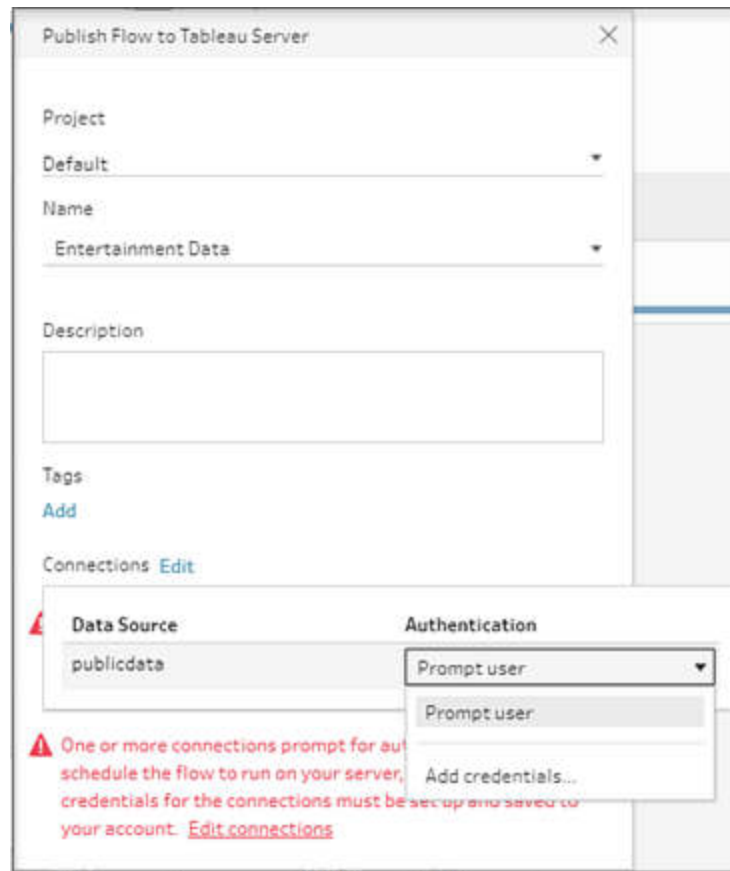 Publish Flow to Tableau Server
Project
Default
Name
Entertainment Data
Description
Tags
Add
Connections Edit
Data Source Authentication
publicdata Prompt user
Prompt user
Add credentials...
One or more connections prompt for
schedule the flow to run on your server,
credentials for the connections must be set up and saved to
your account. Edit connections